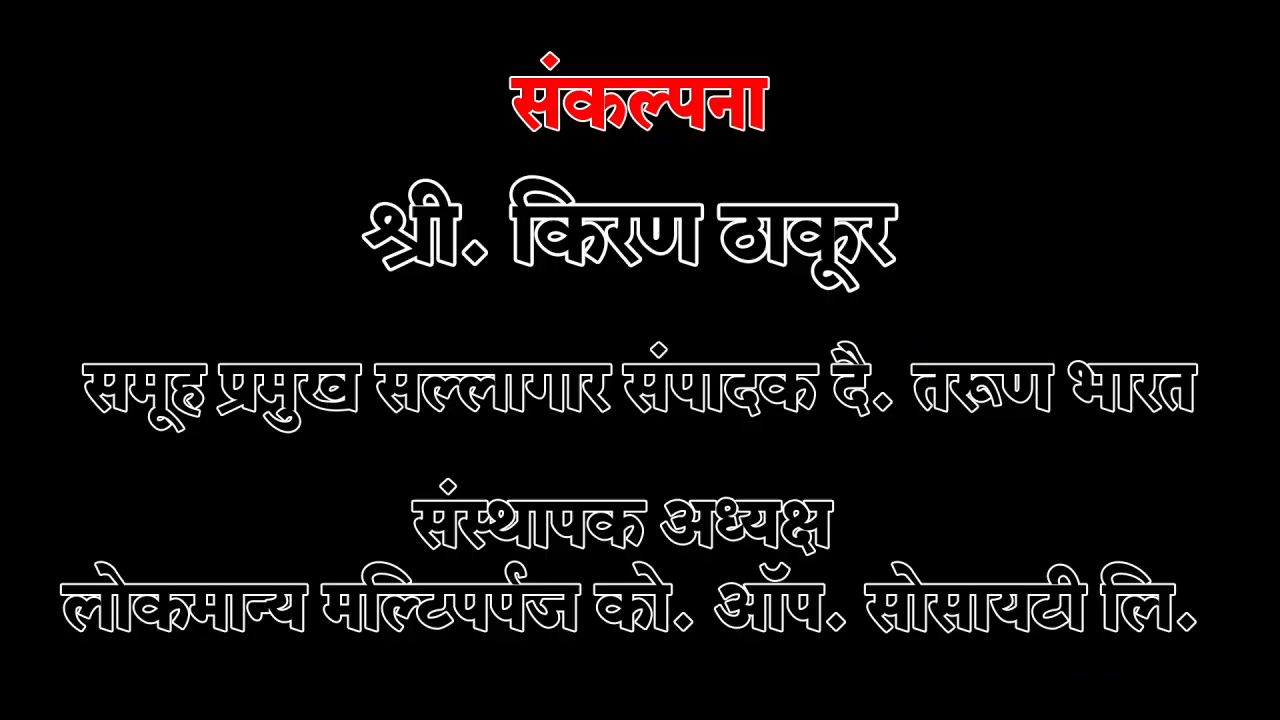 संकल्पना
श्री. किरण ठाकूर
समूह प्रमुख सल्लागार संपादक दै. तरूण भारत
संस्थापक अध्यक्ष
लोकमान्य मल्टिपर्पज को. ऑप. सोसायटी लि.